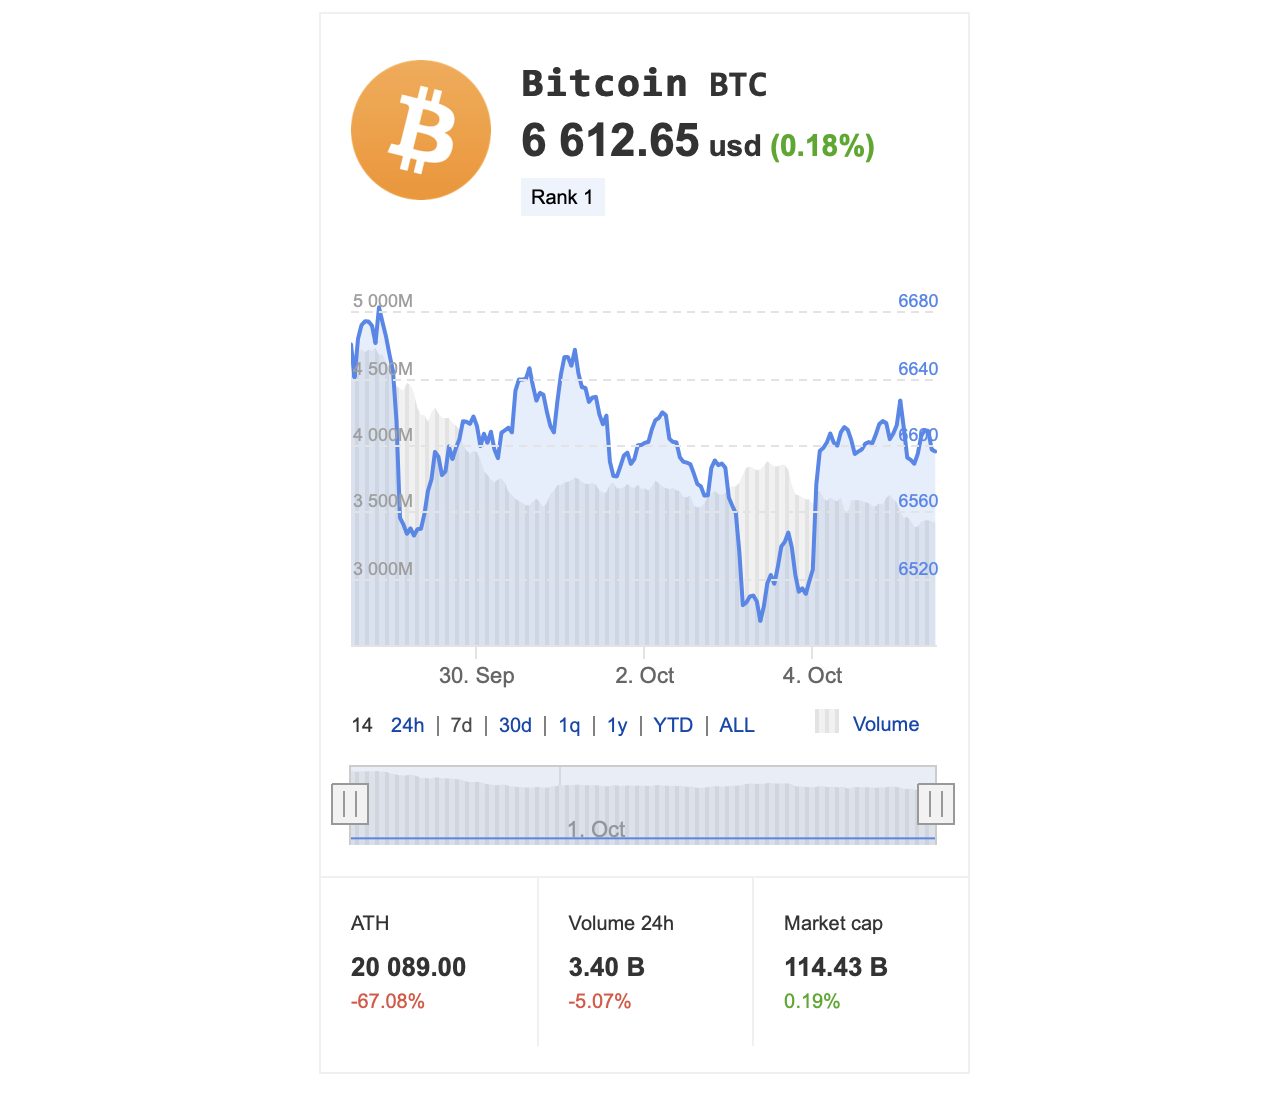 Bitcoin BTC
6 612.65 usd (0.18%)
Rank 1
5 000M 6680
4 500M 6640
4 000M 6600
3 500M 6560
3 000M 6520
30. Sep 2. Oct 4. Oct
14 24h | 7d | 30d | 1q | 1y | YTD | ALL Volume
1. Oct
ATH Volume 24h Market cap
20 089.00 3.40 B 114.43 B
-67.08% -5.07% 0.19%